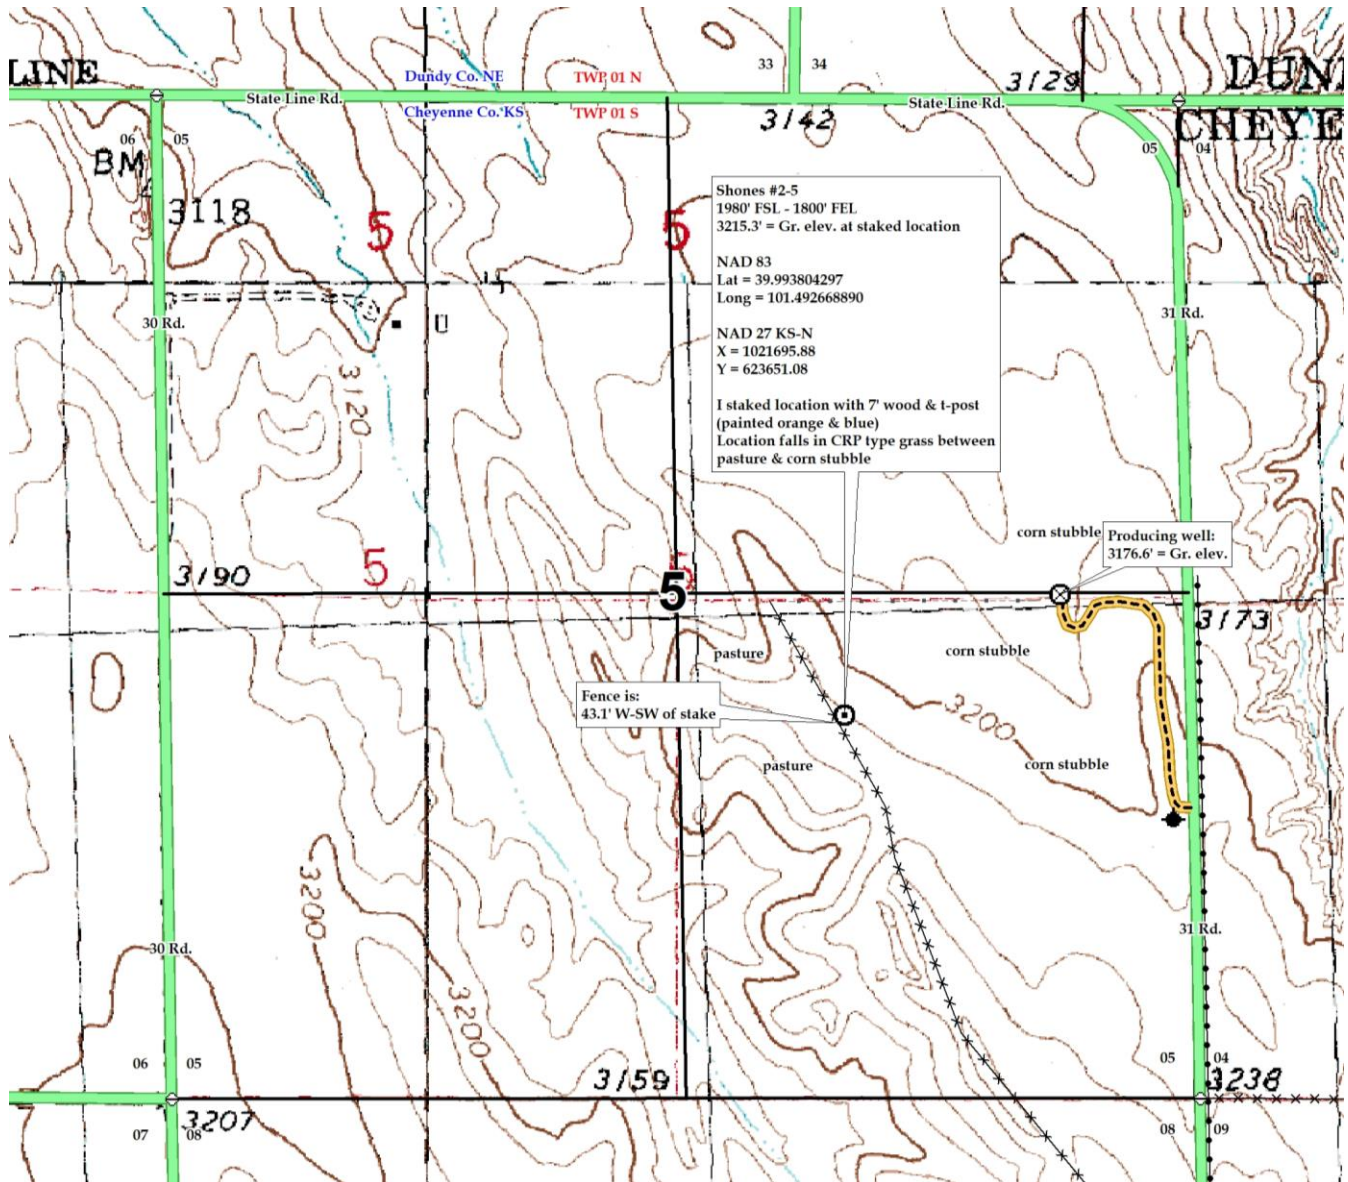 LINE
Dundy Co. NE
TWP 01 N
33
34
3129
DUN
State Line Rd.
State Line Rd.
Cheyenne Co. KS
TWP 01 S
3142
CHEYE
06
05
05
04
BM
3118
5
5
Shones #2-5
1980' FSL - 1800' FEL
3215.3' = Gr. elev. at staked location
NAD 83
Lat = 39.993804297
Long = 101.492668890
NAD 27 KS-N
X = 1021695.88
Y = 623651.08
I staked location with 7' wood & t-post
(painted orange & blue)
Location falls in CRP type grass between
pasture & corn stubble
30 Rd.
31 Rd.
3120
corn stubble
Producing well:
3176.6' = Gr. elev.
3190
5
5
5
3173
pasture
corn stubble
Fence is:
43.1' W-SW of stake
3200
pasture
corn stubble
3200
30 Rd.
31 Rd.
3200
06
05
05
04
3159
3238
3207
07
08
08
09